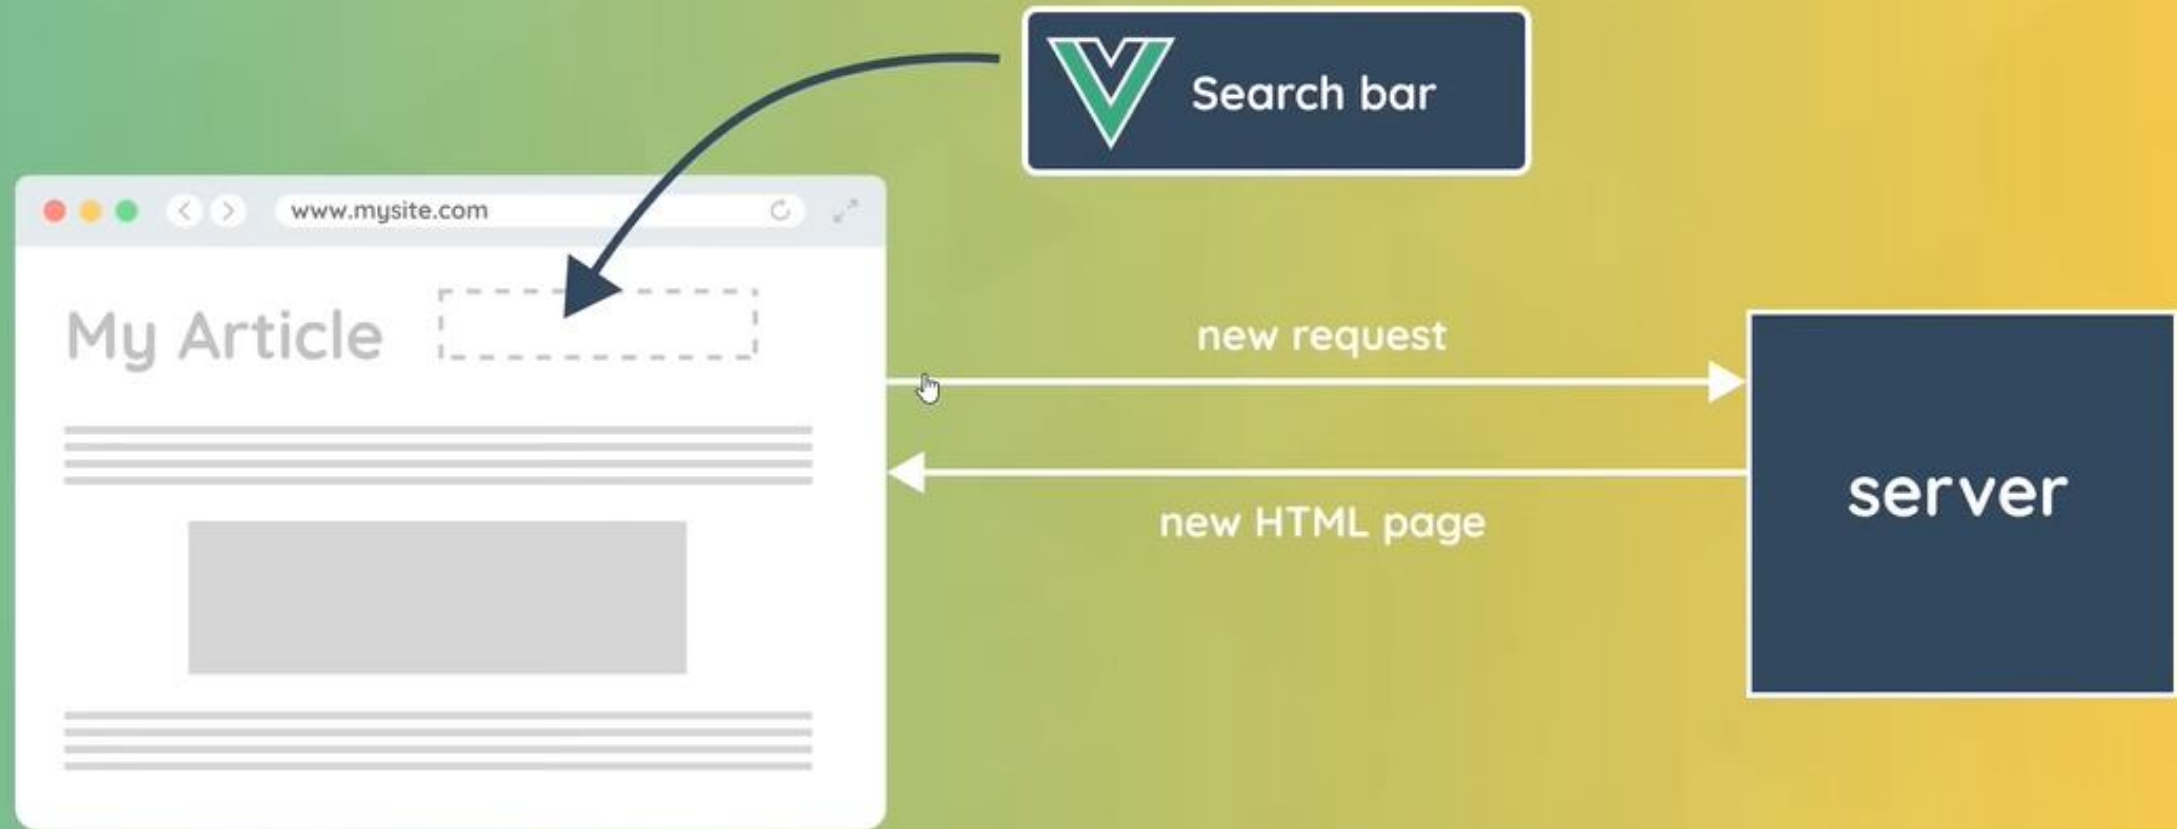 Search bar
www.mysite.com
My Article
new request
new HTML page
server